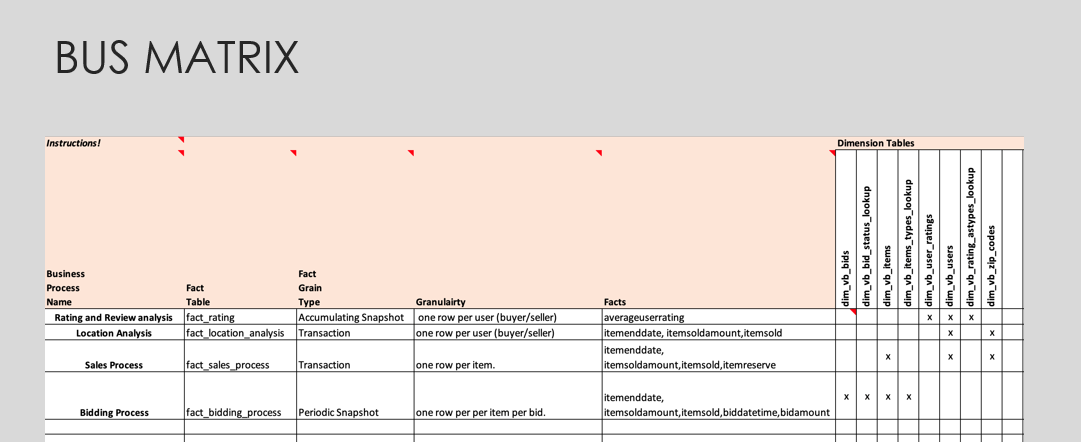 BUS MATRIX
Instructions!
Dimension Tables
Business
Process
Name
Fact
Table
Fact
Grain
Type
Granulairty
Facts
dim_vb_bids
dim_vb_bid_status_lookup
dim_vb_items
dim_vb_items_types_lookup
dim_vb_user_ratings
dim_vb_users
dim_vb_rating_astypes_lookup
dim_vb_zip_codes
Rating and Review analysis fact_rating Accumulating Snapshot one row per user (buyer/seller) averageuserrating x x x
Location Analysis fact_location_analysis Transaction one row per user (buyer/seller) itemenddate, itemsoldamount,itemsold x x
itemenddate,
Sales Process fact_sales_process Transaction one row per item. itemsoldamount,itemsold,itemreserve x x x
itemenddate,
Bidding Process fact_bidding_process Periodic Snapshot one row per per item per bid. itemsoldamount,itemsold,biddatetime,bidamount x x x x